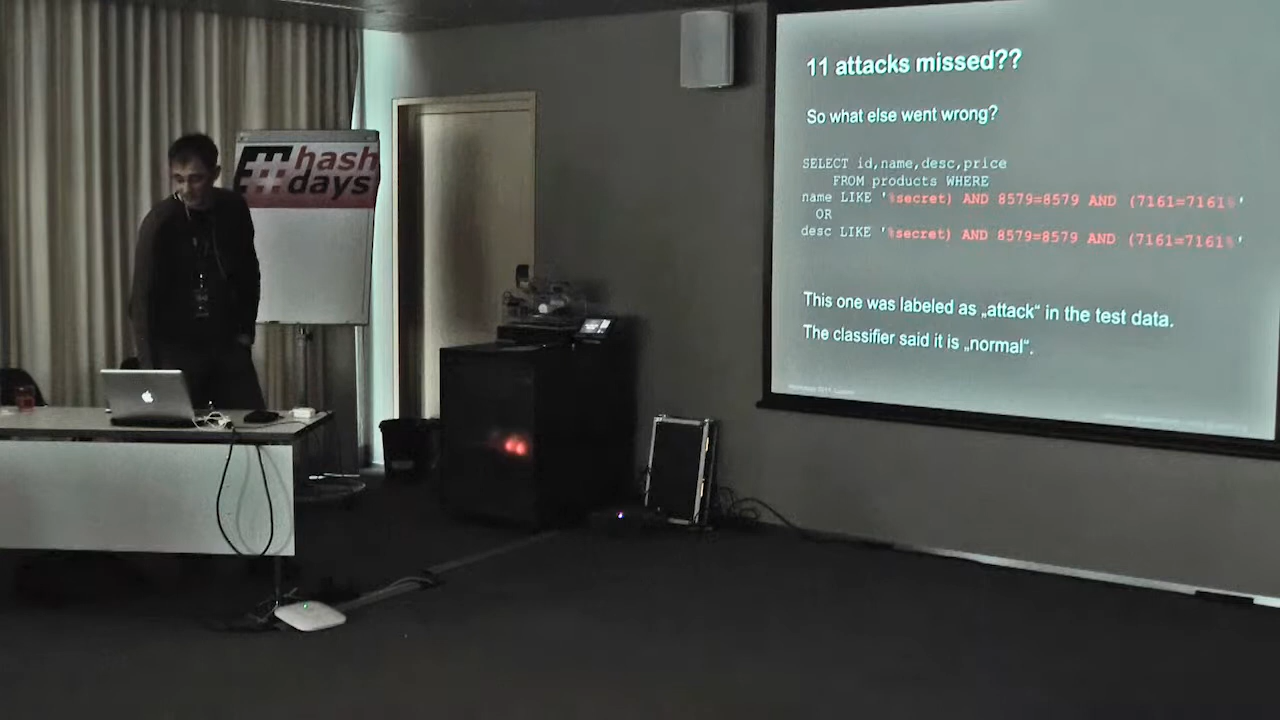 hash
days
11 attacks missed??
So what else went wrong?
SELECT id,name,desc,price
FROM products WHERE
name LIKE '%secret) AND 8579=8579 AND (7161=7161%'
OR
desc LIKE '%secret) AND 8579=8579 AND (7161=7161%'
This one was labeled as „attack“ in the test data.
The classifier said it is „normal“.